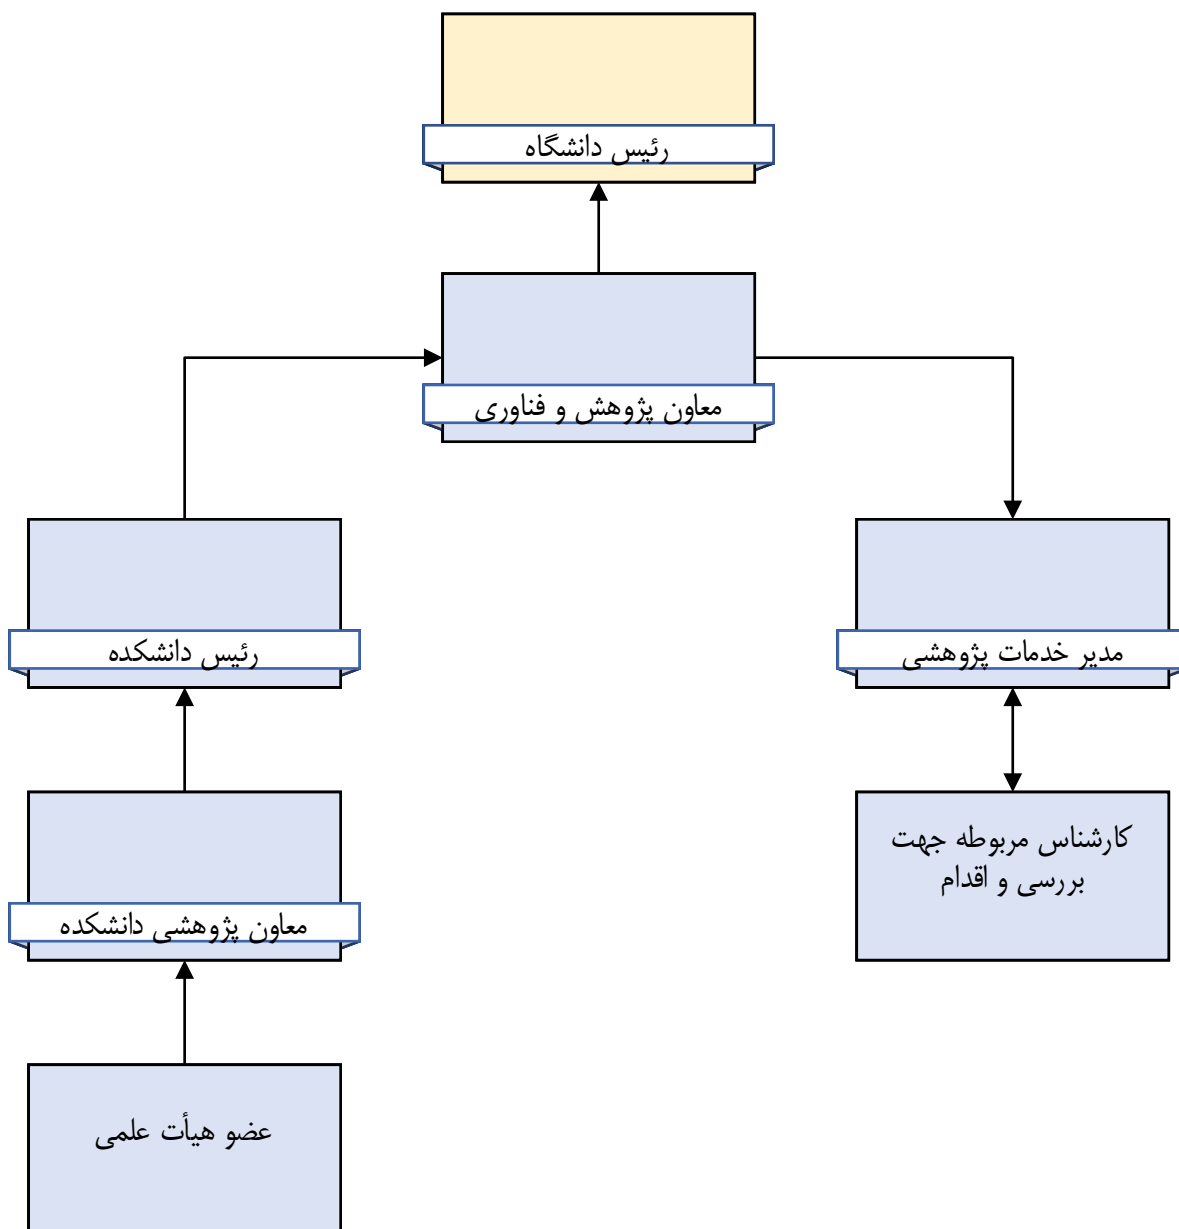 رئیس دانشگاه
معاون پژوهش و فناوری
رئیس دانشکده
مدیر خدمات پژوهشی
معاون پژوهشی دانشکده
کارشناس مربوطه جهت
بررسی و اقدام
عضو هیأت علمی